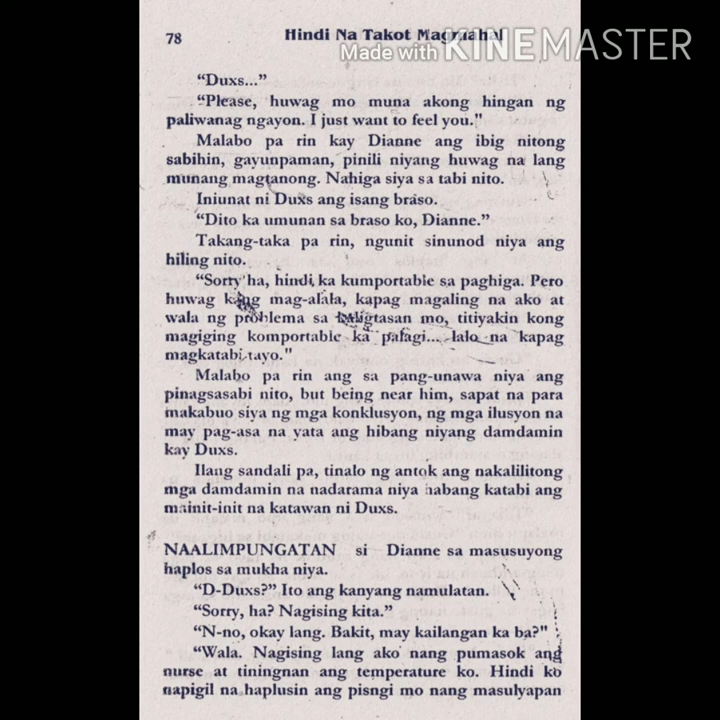 78
Hindi Na Takot Magmahal
Made with KINEMASTER
“Duxs...”
“Please, huwag mo muna akong hingan ng
paliwanag ngayon. I just want to feel you."
Malabo pa rin kay Dianne ang ibig nitong
sabihin, gayunpaman, pinili niyang huwag na lang
munang magtanong. Nahiga siya sa tabi nito.
Iniunat ni Duxs ang isang braso.
“Dito ka umunan sa braso ko, Dianne.”
Takang-taka pa rin, ngunit sinunod niya ang
hiling nito.
“Sorry ha, hindi ka kumportable sa paghiga. Pero
huwag kang mag-alala, kapag magaling na ako at
wala ng problema sa kaligtasan mo, titiyakin kong
magiging komportable ka palagi... lalo na kapag
magkatabi tayo."
Malabo pa rin ang sa pang-unawa niya ang
pinagsasabi nito, but being near him, sapat na para
makabuo siya ng mga konklusyon, ng mga ilusyon na
may pag-asa na yata ang hibang niyang damdamin
kay Duxs.
Ilang sandali pa, tinalo ng antok ang nakalilitong
mga damdamin na nadarama niya habang katabi ang
mainit-init na katawan ni Duxs.
NAALIMPUNGATAN si Dianne sa masusuyong
haplos sa mukha niya.
“D-Duxs?” Ito ang kanyang namulatan.
“Sorry, ha? Nagising kita.”
“N-no, okay lang. Bakit, may kailangan ka ba?"
“Wala. Nagising lang ako nang pumasok ang
nurse at tiningnan ang temperature ko. Hindi ko
napigil na haplusin ang pisngi mo nang masulyapan